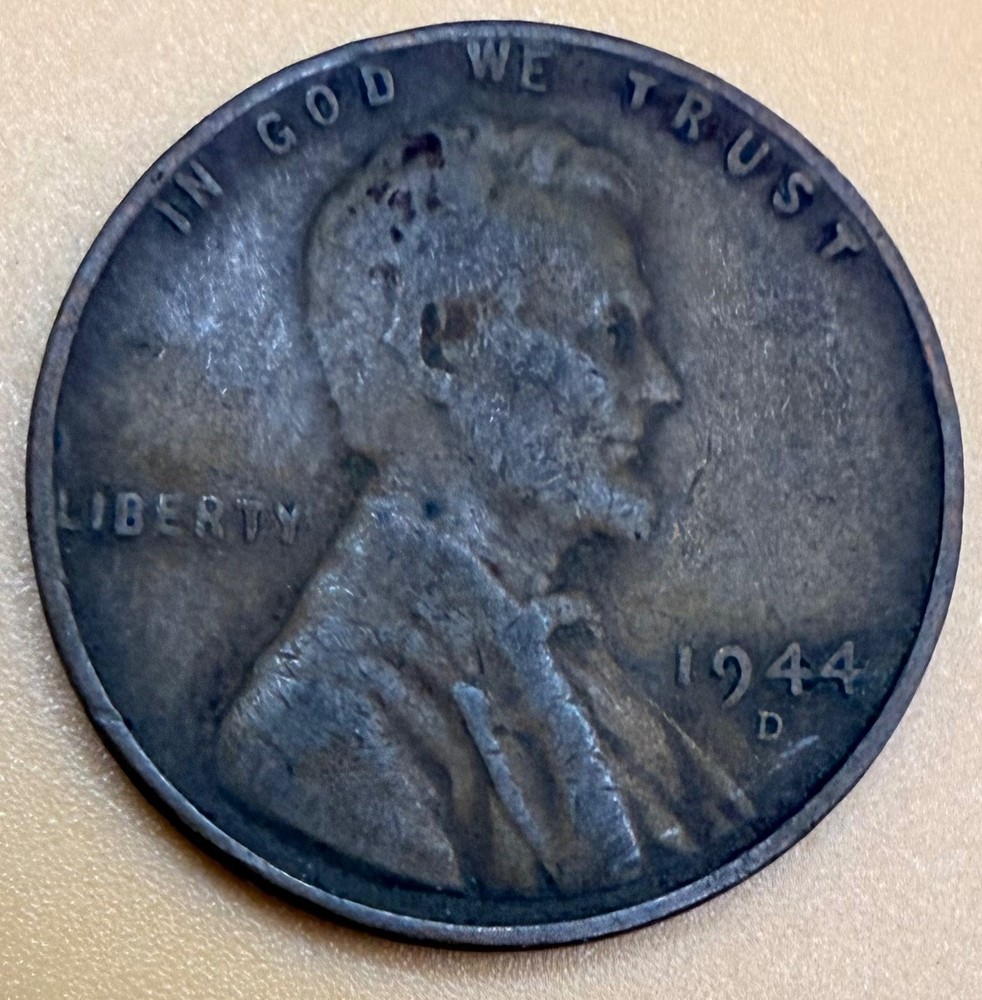 IN GOD WE TRUST
LIBERTY
1944
D